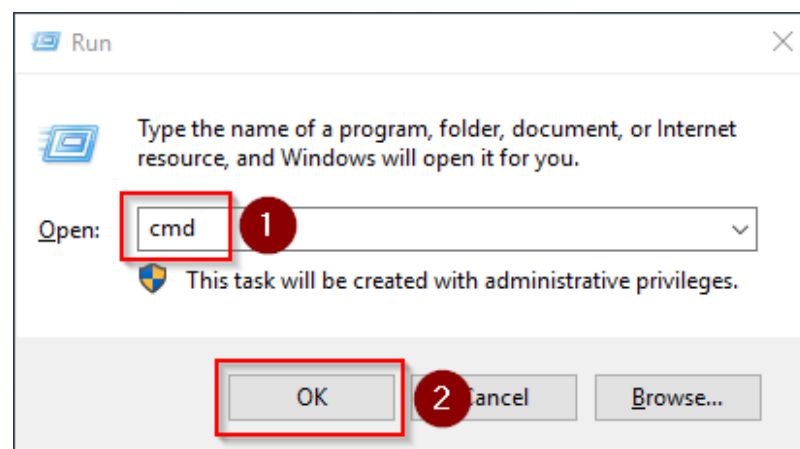 Run
Type the name of a program, folder, document, or Internet
resource, and Windows will open it for you.
Open: cmd 1
This task will be created with administrative privileges.
OK 2 ancel Browse...